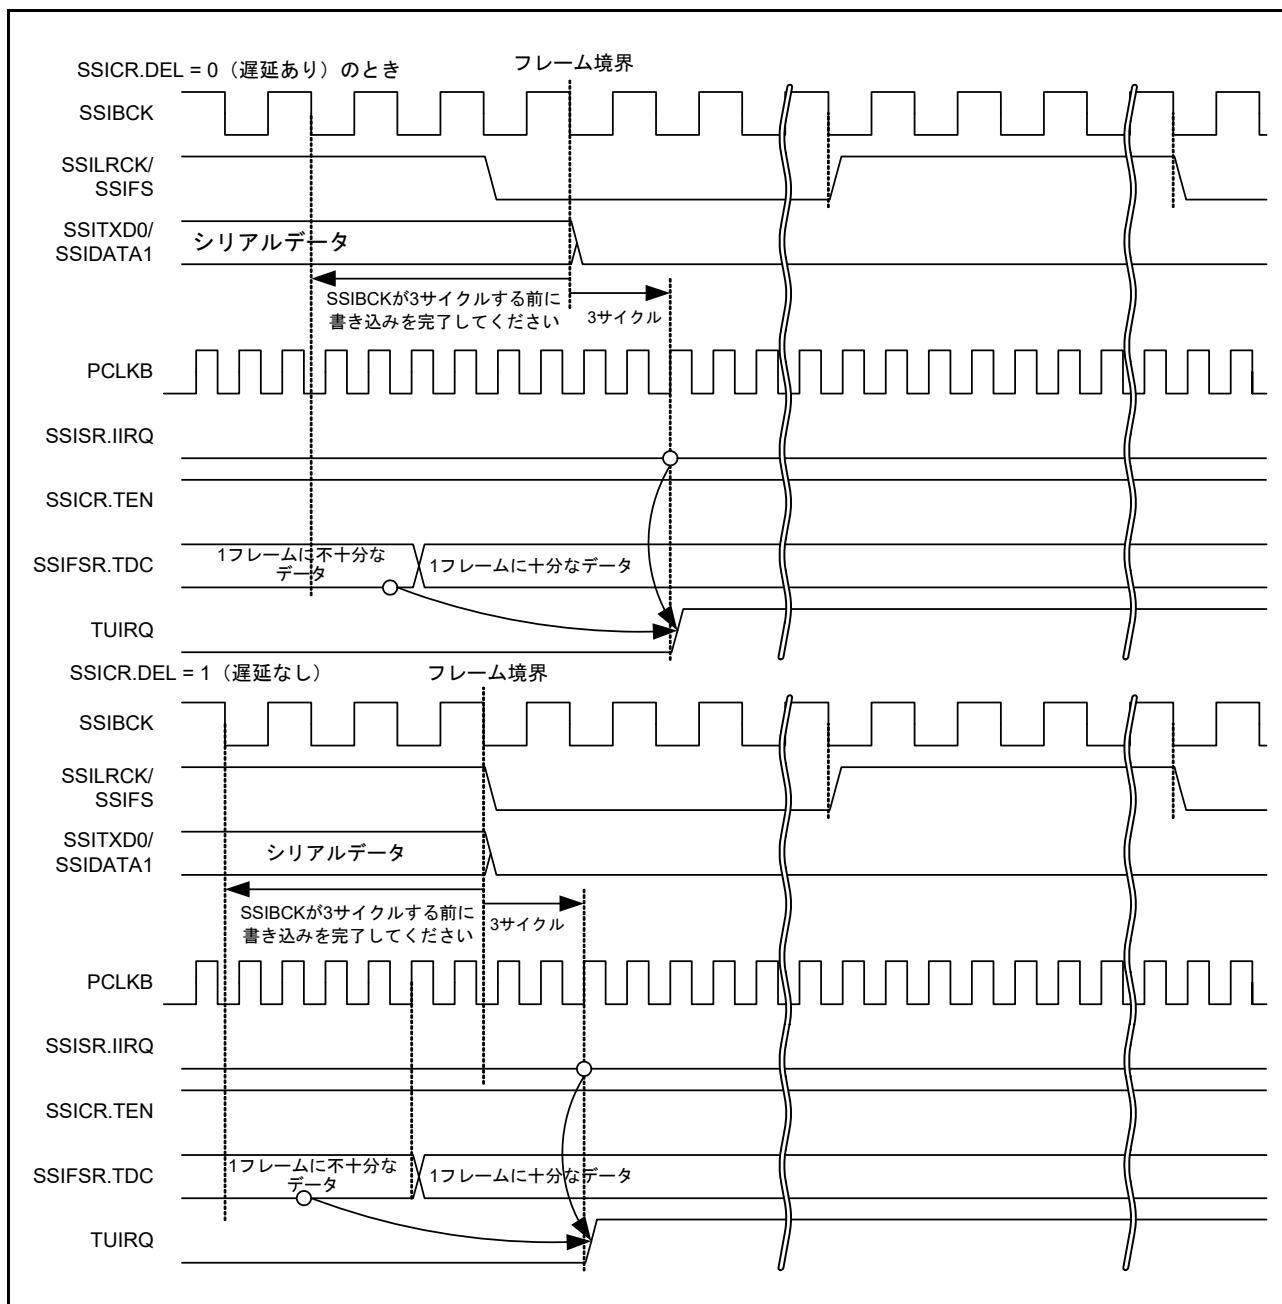 SSICR.DEL = 0（遅延あり）のとき
フレーム境界
SSIBCK
SSILRCK/
SSIFS
SSITXD0/
SSIDATA1
シリアルデータ
SSIBCKが3サイクルする前に
書き込みを完了してください
3サイクル
PCLKB
SSISR.IIRQ
SSICR.TEN
SSIFSR.TDC
1フレームに不十分な
データ
1フレームに十分なデータ
TUIRQ
SSICR.DEL = 1（遅延なし）
フレーム境界
SSIBCK
SSILRCK/
SSIFS
SSITXD0/
SSIDATA1
シリアルデータ
SSIBCKが3サイクルする前に
書き込みを完了してください
3サイクル
PCLKB
SSISR.IIRQ
SSICR.TEN
SSIFSR.TDC
1フレームに不十分な
データ
1フレームに十分なデータ
TUIRQ